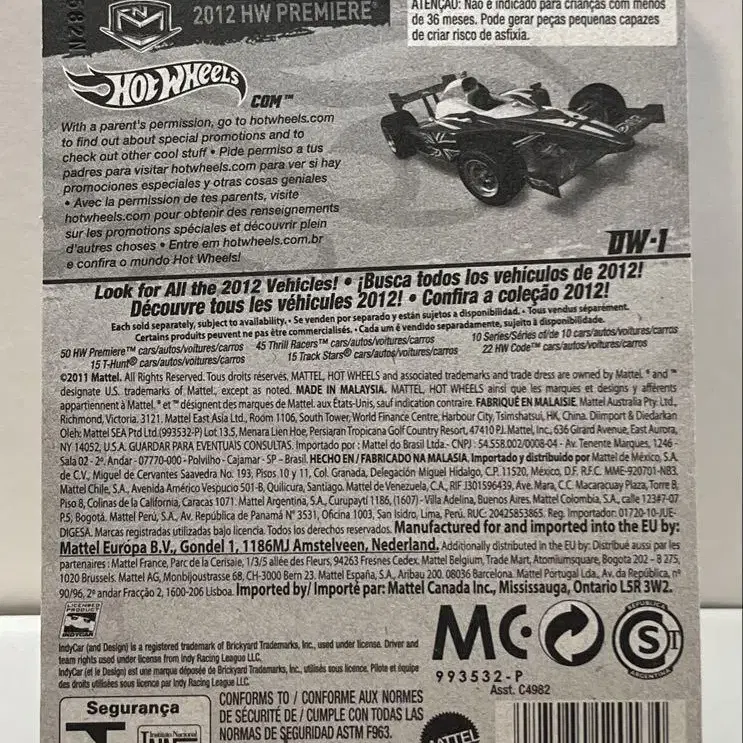 582N
2012 HW PREMIERE™
ATENÇÃO: Não é indicado para crianças com menos
de 36 meses. Pode gerar peças pequenas capazes
de criar risco de asfixia.
HOT WHEELS
.COM™
With a parent's permission, go to hotwheels.com
to find out about special promotions and to
check out other cool stuff • Pide permiso a tus
padres para visitar hotwheels.com para ver si hay
promociones especiales y otras cosas geniales
• Avec la permission de tes parents, visite
hotwheels.com pour obtenir des renseignements
sur les promotions spéciales et découvrir plein
d'autres choses • Entre em hotwheels.com.br
e confira o mundo Hot Wheels!
DW-1
Look for All the 2012 Vehicles! • ¡Busca todos los vehículos de 2012!
Découvre tous les véhicules 2012! • Confira a coleção 2012!
Each sold separately, subject to availability. • Se venden por separado y están sujetos a disponibilidad. • Tous vendus séparément.
Certains produits peuvent ne pas être commercialisés. • Cada um é vendido separadamente, sujeito à disponibilidade.
50 HW Premiere™ cars/autos/voitures/carros 45 Thrill Racers™ cars/autos/voitures/carros 10 Series/Séries of/de 10 cars/autos/voitures/carros
15 T-Hunt® cars/autos/voitures/carros 15 Track Stars® cars/autos/voitures/carros 22 HW Code™ cars/autos/voitures/carros
©2011 Mattel. All Rights Reserved. Tous droits réservés. MATTEL, HOT WHEELS and associated trademarks and trade dress are owned by Mattel. ® and ™
designate U.S. trademarks of Mattel, except as noted. MADE IN MALAYSIA. MATTEL, HOT WHEELS ainsi que les marques et designs y afférents
appartiennent à Mattel. ® et ™ désignent des marques de Mattel aux États-Unis, sauf indication contraire. FABRIQUÉ EN MALAISIE. Mattel Australia Pty. Ltd.,
Richmond, Victoria. 3121. Mattel East Asia Ltd., Room 1106, South Tower, World Finance Centre, Harbour City, Tsimshatsui, HK, China. Diimport & Diedarkan
Oleh: Mattel SEA Ptd Ltd.(993532-P) Lot 13.5, Menara Lien Hoe, Persiaran Tropicana Golf Country Resort, 47410 PJ. Mattel, Inc., 636 Girard Avenue, East Aurora,
NY 14052, U.S.A. GUARDAR PARA EVENTUAIS CONSULTAS. Importado por : Mattel do Brasil Ltda.- CNPJ : 54.558.002/0008-04 - Av. Tenente Marques, 1246 -
Sala 02 - 2º. Andar - 07770-000 - Polvilho - Cajamar - SP – Brasil. HECHO EN / FABRICADO NA MALASIA. Importado y distribuido por Mattel de México, S.A.
de C.V., Miguel de Cervantes Saavedra No. 193, Pisos 10 y 11, Col. Granada, Delegación Miguel Hidalgo, C.P. 11520, México, D.F. R.F.C. MME-920701-NB3.
Mattel Chile, S.A., Avenida Américo Vespucio 501-B, Quilicura, Santiago. Mattel de Venezuela, C.A., RIF J301596439, Ave. Mara, C.C. Macaracuay Plaza, Torre B,
Piso 8, Colinas de la California, Caracas 1071. Mattel Argentina, S.A., Curupaytí 1186, (1607) - Villa Adelina, Buenos Aires. Mattel Colombia, S.A., calle 123#7-07
P.5, Bogotá. Mattel Perú, S.A., Av. República de Panamá N° 3531, Oficina 1003, San Isidro, Lima, Perú. RUC: 20425853865. Reg. Importador: 01720-10-JUE-
DIGESA. Marcas registradas utilizadas bajo licencia. Todos los derechos reservados. Manufactured for and imported into the EU by:
Mattel Europa B.V., Gondel 1, 1186MJ Amstelveen, Nederland. Additionally distributed in the EU by: Distribué aussi par les
partenaires : Mattel France, Parc de la Cerisaie, 1/3/5 allée des Fleurs, 94263 Fresnes Cedex. Mattel Belgium, Trade Mart, Atomiumsquare, Bogota 202 - B 275,
1020 Brussels. Mattel AG, Monbijoustrasse 68, CH-3000 Bern 23. Mattel España, S.A., Aribau 200. 08036 Barcelona. Mattel Portugal Lda., Av. da República, nº
90/96, 2º andar Fracção 2, 1600-206 Lisboa. Imported by/ Importé par: Mattel Canada Inc., Mississauga, Ontario L5R 3W2.
LICENSED
PRODUCT
INDYCAR
IndyCar (and Design) is a registered trademark of Brickyard Trademarks, Inc., used under license. Driver and
team rights used under license from Indy Racing League LLC.
IndyCar (et le Design) est une marque déposée de Brickyard Trademarks, Inc., utilisés sous licence. Pilote et équipe
des droits utilisées sous licence par Indy Racing League LLC.
MC
993532-P
Asst. C4982
REPUBLICA
S
T
ARGENTINA
Segurança
Instituto Nacional
CONFORMS TO / CONFORME AUX NORMES
DE SÉCURITÉ DE / CUMPLE CON TODAS LAS
NORMAS DE SEGURIDAD ASTM F963.
MATTEL